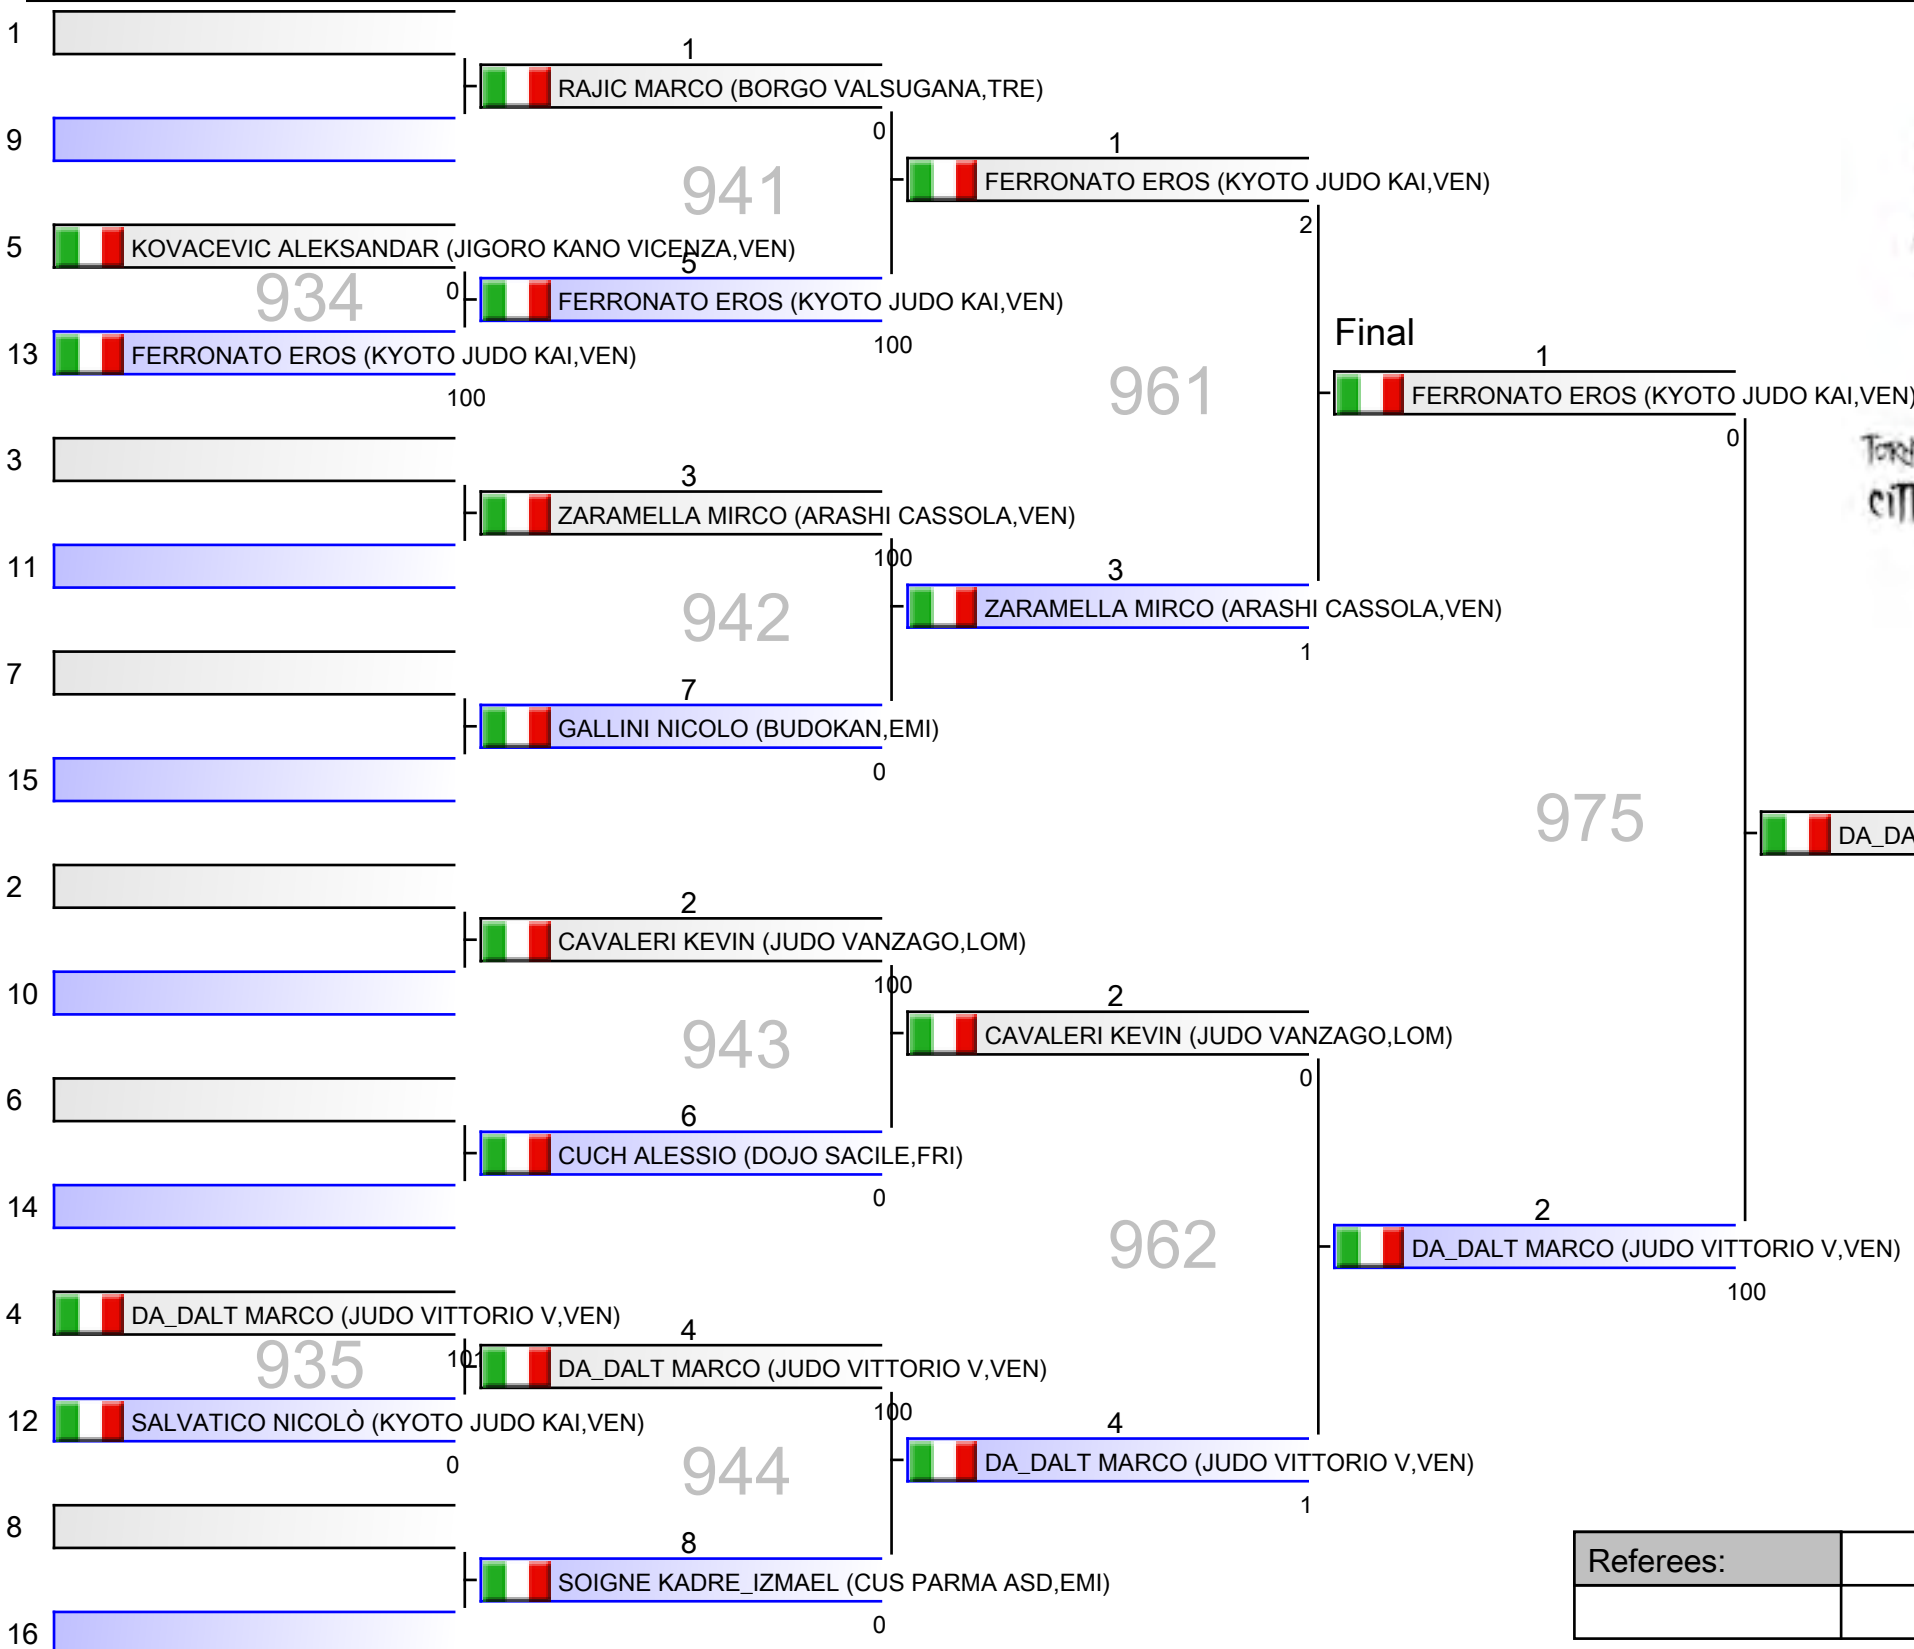 1
1
RAJIC MARCO (BORGO VALSUGANA,TRE)
0
9
1
941
FERRONATO EROS (KYOTO JUDO KAI,VEN)
2
5
KOVACEVIC ALEKSANDAR (JIGORO KANO VICENZA,VEN)
5
934
0
FERRONATO EROS (KYOTO JUDO KAI,VEN)
13
FERRONATO EROS (KYOTO JUDO KAI,VEN)
100
100
Final
1
961
FERRONATO EROS (KYOTO JUDO KAI,VEN)
0
3
3
ZARAMELLA MIRCO (ARASHI CASSOLA,VEN)
100
11
3
942
ZARAMELLA MIRCO (ARASHI CASSOLA,VEN)
1
7
7
GALLINI NICOLO (BUDOKAN,EMI)
0
15
975
DA_DA
2
2
CAVALERI KEVIN (JUDO VANZAGO,LOM)
100
10
2
943
CAVALERI KEVIN (JUDO VANZAGO,LOM)
0
6
6
CUCH ALESSIO (DOJO SACILE,FRI)
0
14
962
2
DA_DALT MARCO (JUDO VITTORIO V,VEN)
100
4
DA_DALT MARCO (JUDO VITTORIO V,VEN)
4
935
DA_DALT MARCO (JUDO VITTORIO V,VEN)
100
12
SALVATICO NICOLÒ (KYOTO JUDO KAI,VEN)
0
4
944
DA_DALT MARCO (JUDO VITTORIO V,VEN)
1
8
8
SOIGNE KADRE_IZMAEL (CUS PARMA ASD,EMI)
0
16
Referees: